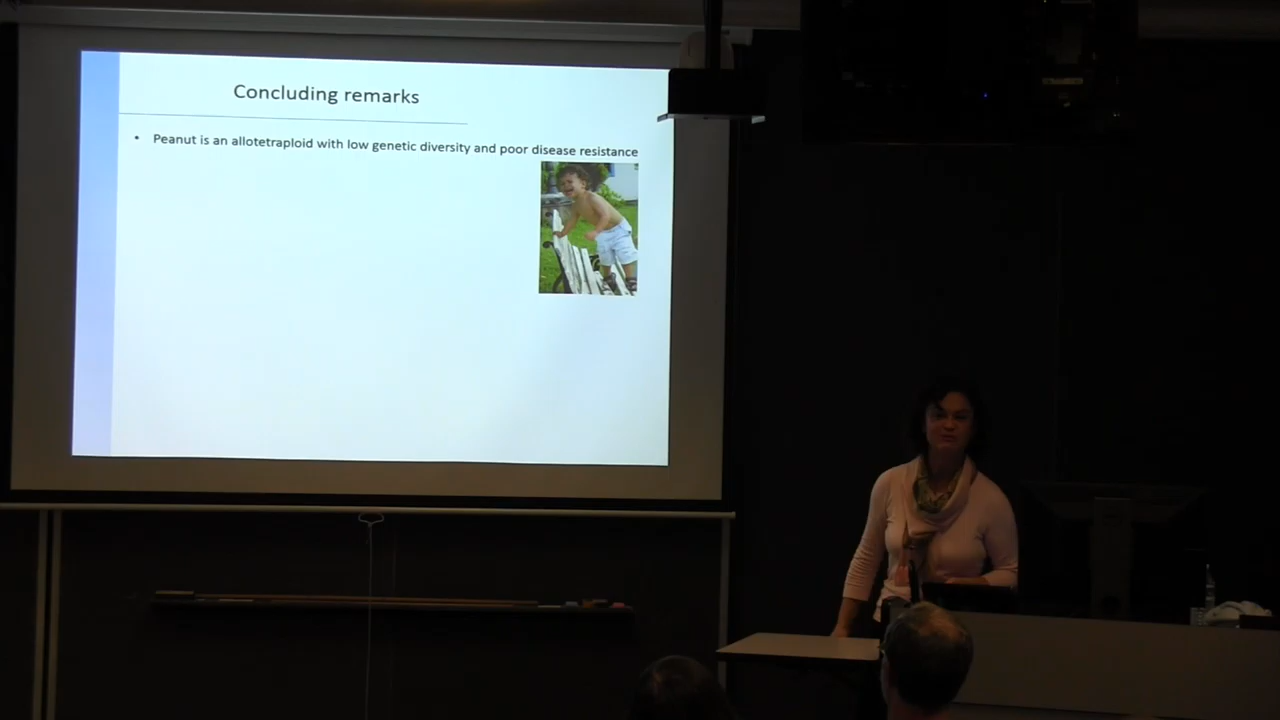 Concluding remarks
• Peanut is an allotetraploid with low genetic diversity and poor disease resistance